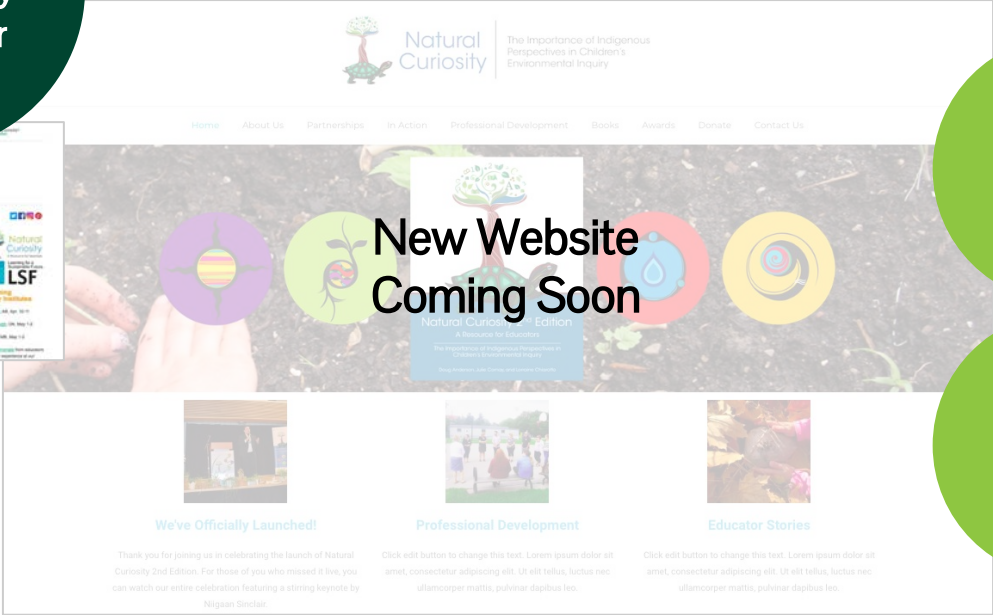 r
Natural
Curiosity
The Importance of Indigenous
Perspectives in Children's
Environmental Inquiry
Home About Us Partnerships In Action Professional Development Books Awards Donate Contact Us
Natural
Curiosity
LSF
New Website
Coming Soon
Natural Curiosity 2nd Edition
A Resource for Educators
The Importance of Indigenous Perspectives in
Children's Environmental Inquiry
We've Officially Launched!
Thank you for joining us in celebrating the launch of Natural
Curiosity 2nd Edition. For those of you who missed it live, you
can watch our entire celebration featuring a stirring keynote by
Niigaan Sinclair.
Professional Development
Click edit button to change this text. Lorem ipsum dolor sit
amet, consectetur adipiscing elit. Ut elit tellus, luctus nec
ullamcorper mattis, pulvinar dapibus leo.
Educator Stories
Click edit button to change this text. Lorem ipsum dolor sit
amet, consectetur adipiscing elit. Ut elit tellus, luctus nec
ullamcorper mattis, pulvinar dapibus leo.